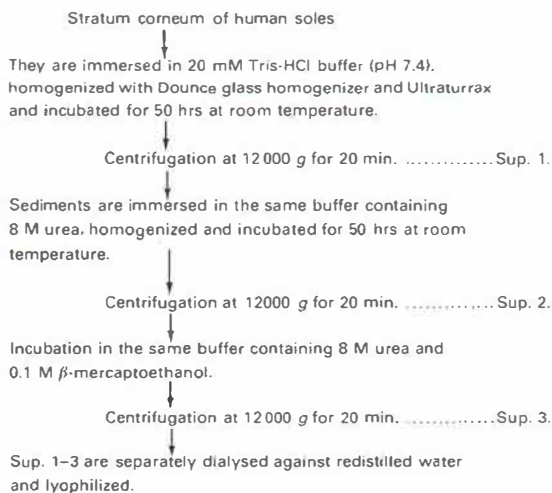 Stratum corneum of human soles
They are immersed in 20 mM Tris-HCl buffer (pH 7.4),
homogenized with Dounce glass homogenizer and Ultraturrax
and incubated for 50 hrs at room temperature.
Centrifugation at 12 000 g for 20 min. ..............Sup. 1.
Sediments are immersed in the same buffer containing
8 M urea, homogenized and incubated for 50 hrs at room
temperature.
Centrifugation at 12000 g for 20 min. ..............Sup. 2.
Incubation in the same buffer containing 8 M urea and
0.1 M β-mercaptoethanol.
Centrifugation at 12 000 g for 20 min. ..............Sup. 3.
Sup. 1–3 are separately dialysed against redistilled water
and lyophilized.